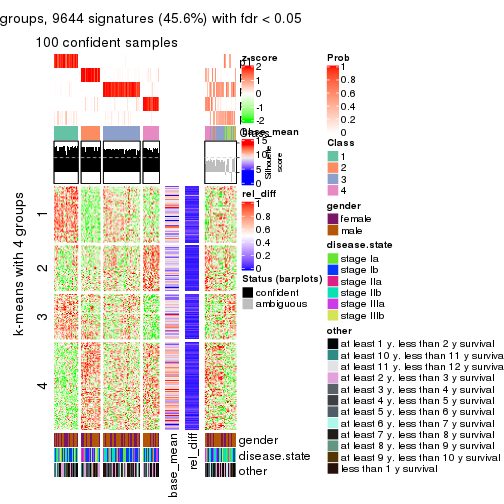 groups, 9644 signatures (45.6%) with fdr < 0.05
100 confident samples
k-means with 4 groups
1
2
3
4
z-score
2
1
0
-1
-2
base_mean
15
10
5
0
rel_diff
1
0.8
0.6
0.4
0.2
0
Status (barplots)
confident
ambiguous
Class
Silhouette
score
Prob
1
0.8
0.6
0.4
0.2
0
Class
1
2
3
4
gender
female
male
disease.state
stage Ia
stage Ib
stage IIa
stage IIb
stage IIIa
stage IIIb
other
at least 1 y. less than 2 y survival
at least 10 y. less than 11 y survival
at least 11 y. less than 12 y survival
at least 2 y. less than 3 y survival
at least 3 y. less than 4 y survival
at least 4 y. less than 5 y survival
at least 5 y. less than 6 y survival
at least 6 y. less than 7 y survival
at least 7 y. less than 8 y survival
at least 8 y. less than 9 y survival
at least 9 y. less than 10 y survival
less than 1 y survival
base_mean
rel_diff
gender
disease.state
other